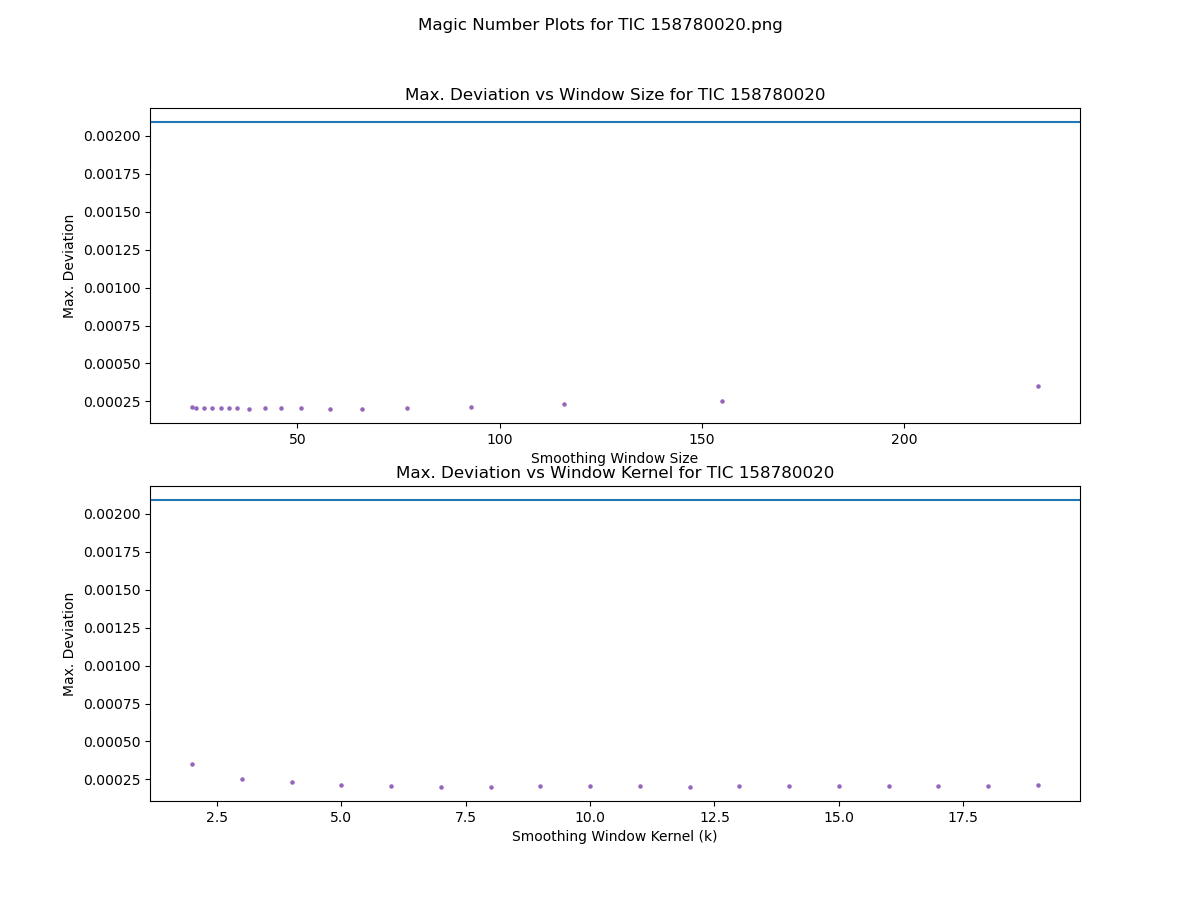 Magic Number Plots for TIC 158780020.png
Max. Deviation vs Window Size for TIC 158780020
0.00200
0.00175
0.00150
0.00125
0.00100
0.00075
0.00050
0.00025
Max. Deviation
50 100 150 200
Smoothing Window Size
Max. Deviation vs Window Kernel for TIC 158780020
0.00200
0.00175
0.00150
0.00125
0.00100
0.00075
0.00050
0.00025
Max. Deviation
2.5 5.0 7.5 10.0 12.5 15.0 17.5
Smoothing Window Kernel (k)